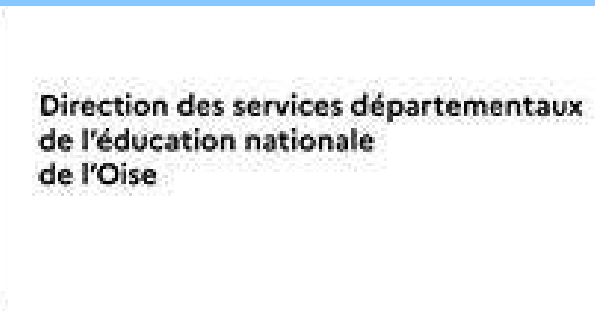 Direction des services départementaux
de l'éducation nationale
de l'Oise